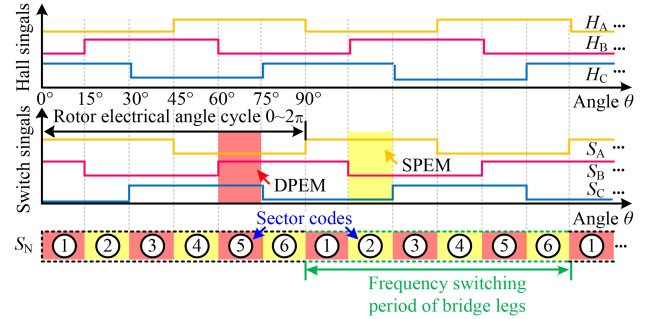 Hall singals
H_A ...
H_B ...
H_C ...
0° 15° 30° 45° 60° 75° 90°
Angle θ
Rotor electrical angle cycle 0~2π
Switch singals
S_A ...
SPEM
S_B ...
DPEM
S_C ...
Angle θ
Sector codes
S_N 1 2 3 4 5 6 1 2 3 4 5 6 1 ...
Frequency switching
period of bridge legs